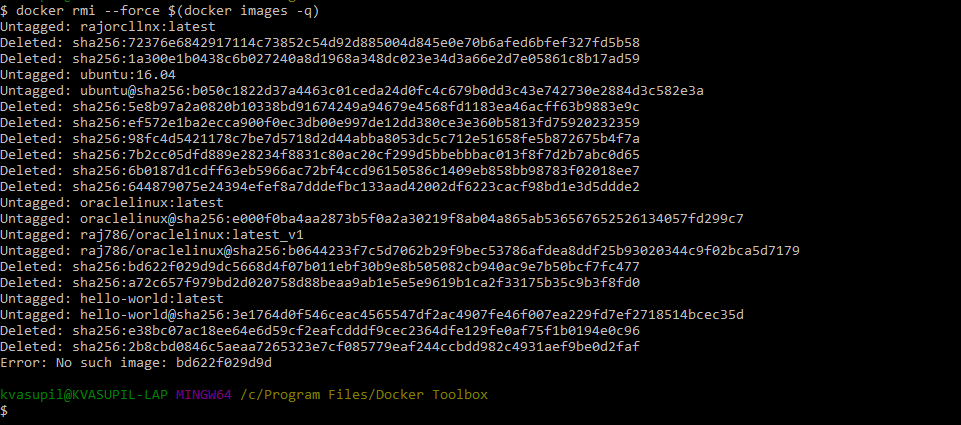 $ docker rmi --force $(docker images -q)
Untagged: rajorcllnx:latest
Deleted: sha256:72376e6842917114c73852c54d92d885004d845e0e70b6afed6bfef327fd5b58
Deleted: sha256:1a300e1b0438c6b027240a8d1968a348dc023e34d3a66e2d7e05861c8b17ad59
Untagged: ubuntu:16.04
Untagged: ubuntu@sha256:b050c1822d37a4463c01ceda24d0fc4c679b0dd3c43e742730e2884d3c582e3a
Deleted: sha256:5e8b97a2a0820b10338bd91674249a94679e4568fd1183ea46acff63b9883e9c
Deleted: sha256:ef572e1ba2ecca900f0ec3db00e997de12dd380ce3e360b5813fd75920232359
Deleted: sha256:98fc4d5421178c7be7d5718d2d44abba8053dc5c712e51658fe5b872675b4f7a
Deleted: sha256:7b2cc05dfd889e28234f8831c80ac20cf299d5bbebbbac013f8f7d2b7abc0d65
Deleted: sha256:6b0187d1cdff63eb5966ac72bf4ccd96150586c1409eb858bb98783f02018ee7
Deleted: sha256:644879075e24394efef8a7dddefbc133aad42002df6223cacf98bd1e3d5ddde2
Untagged: oraclelinux:latest
Untagged: oraclelinux@sha256:e000f0ba4aa2873b5f0a2a30219f8ab04a865ab536567652526134057fd299c7
Untagged: raj786/oraclelinux:latest_v1
Untagged: raj786/oraclelinux@sha256:b0644233f7c5d7062b29f9bec53786afdea8ddf25b93020344c9f02bca5d7179
Deleted: sha256:bd622f029d9dc5668d4f07b011ebf30b9e8b505082cb940ac9e7b50bcf7fc477
Deleted: sha256:a72c657f979bd2d020758d88beaa9ab1e5e5e9619b1ca2f33175b35c9b3f8fd0
Untagged: hello-world:latest
Untagged: hello-world@sha256:3e1764d0f546ceac4565547df2ac4907fe46f007ea229fd7ef2718514bcec35d
Deleted: sha256:e38bc07ac18ee64e6d59cf2eafcdddf9cec2364dfe129fe0af75f1b0194e0c96
Deleted: sha256:2b8cbd0846c5aeaa7265323e7cf085779eaf244ccbdd982c4931aef9be0d2faf
Error: No such image: bd622f029d9d
kvasupil@KVASUPIL-LAP MINGW64 /c/Program Files/Docker Toolbox
$